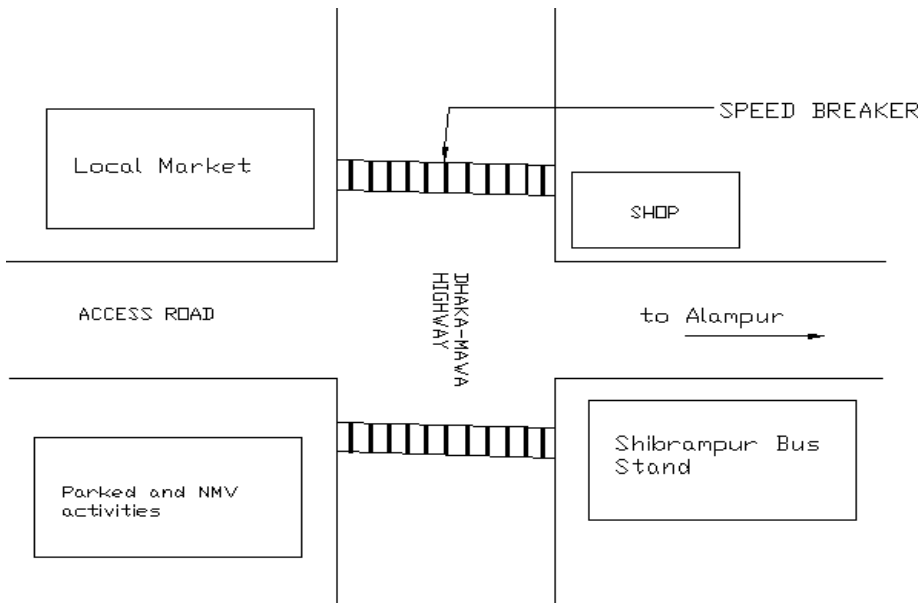 SPEED BREAKER
Local Market
SHOP
DHAKA-MAWA
HIGHWAY
ACCESS ROAD
to Alampur
Shibrampur Bus
Stand
Parked and NMV
activities